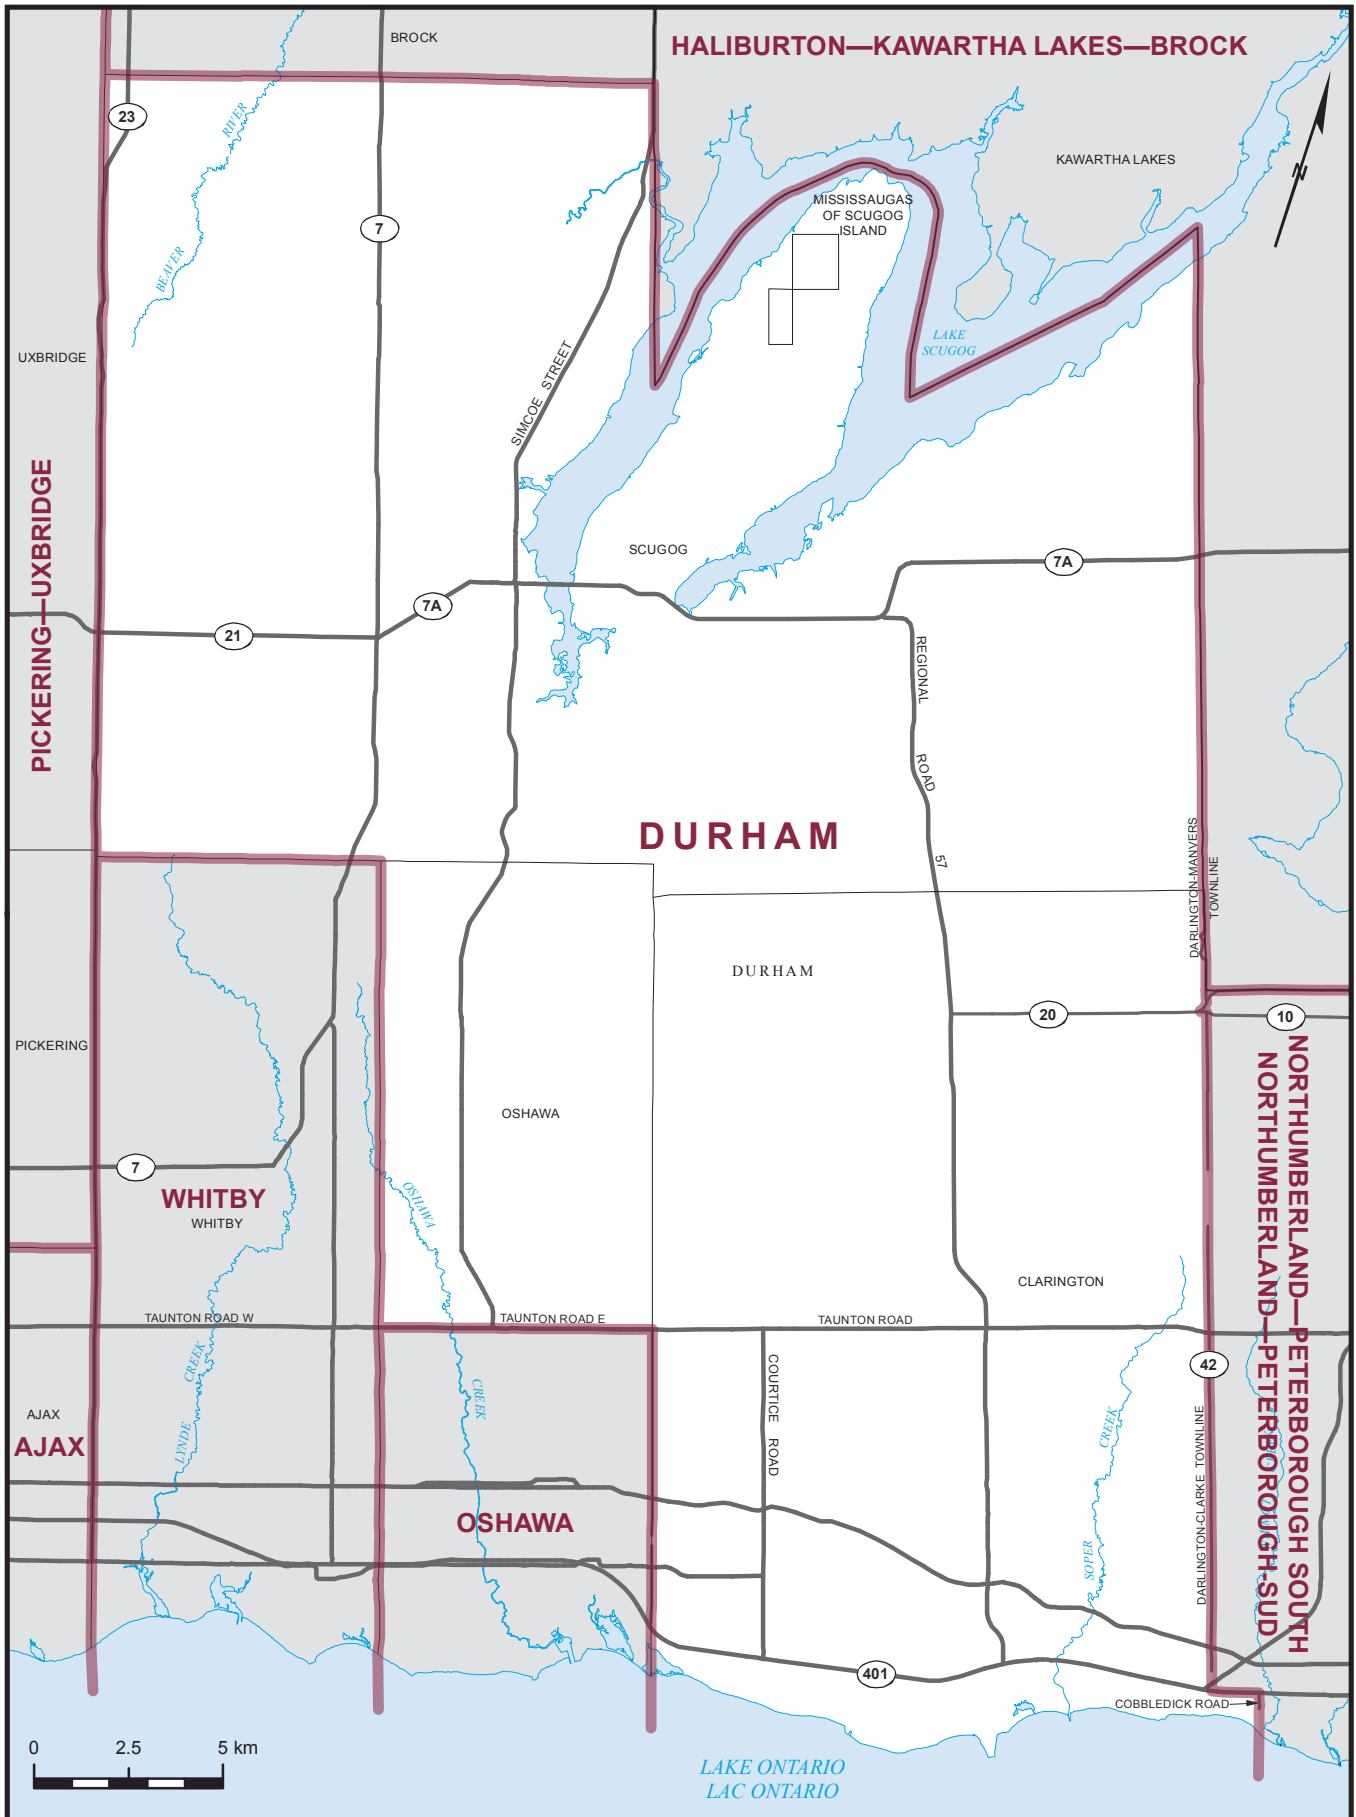 BROCK
HALIBURTON—KAWARTHA LAKES—BROCK
23
RIVER
KAWARTHA LAKES
N
MISSISSAUGAS
OF SCUGOG
ISLAND
7
BEAVER
LAKE
SCUGOG
UXBRIDGE
SIMCOE STREET
PICKERING—UXBRIDGE
SCUGOG
7A
7A
21
REGIONAL
ROAD
57
DURHAM
DARLINGTON-MANVERS
TOWNLINE
DURHAM
20
10
PICKERING
NORTHUMBERLAND—PETERBOROUGH SOUTH
NORTHUMBERLAND—PETERBOROUGH-SUD
OSHAWA
7
WHITBY
WHITBY
OSHAWA
CLARINGTON
TAUNTON ROAD W
TAUNTON ROAD E
TAUNTON ROAD
CREEK
42
COURTICE ROAD
CREEK
AJAX
AJAX
LYNDE
CREEK
DARLINGTON-CLARKE TOWNLINE
OSHAWA
SOPER
401
COBBLEDICK ROAD
0 2.5 5 km
LAKE ONTARIO
LAC ONTARIO